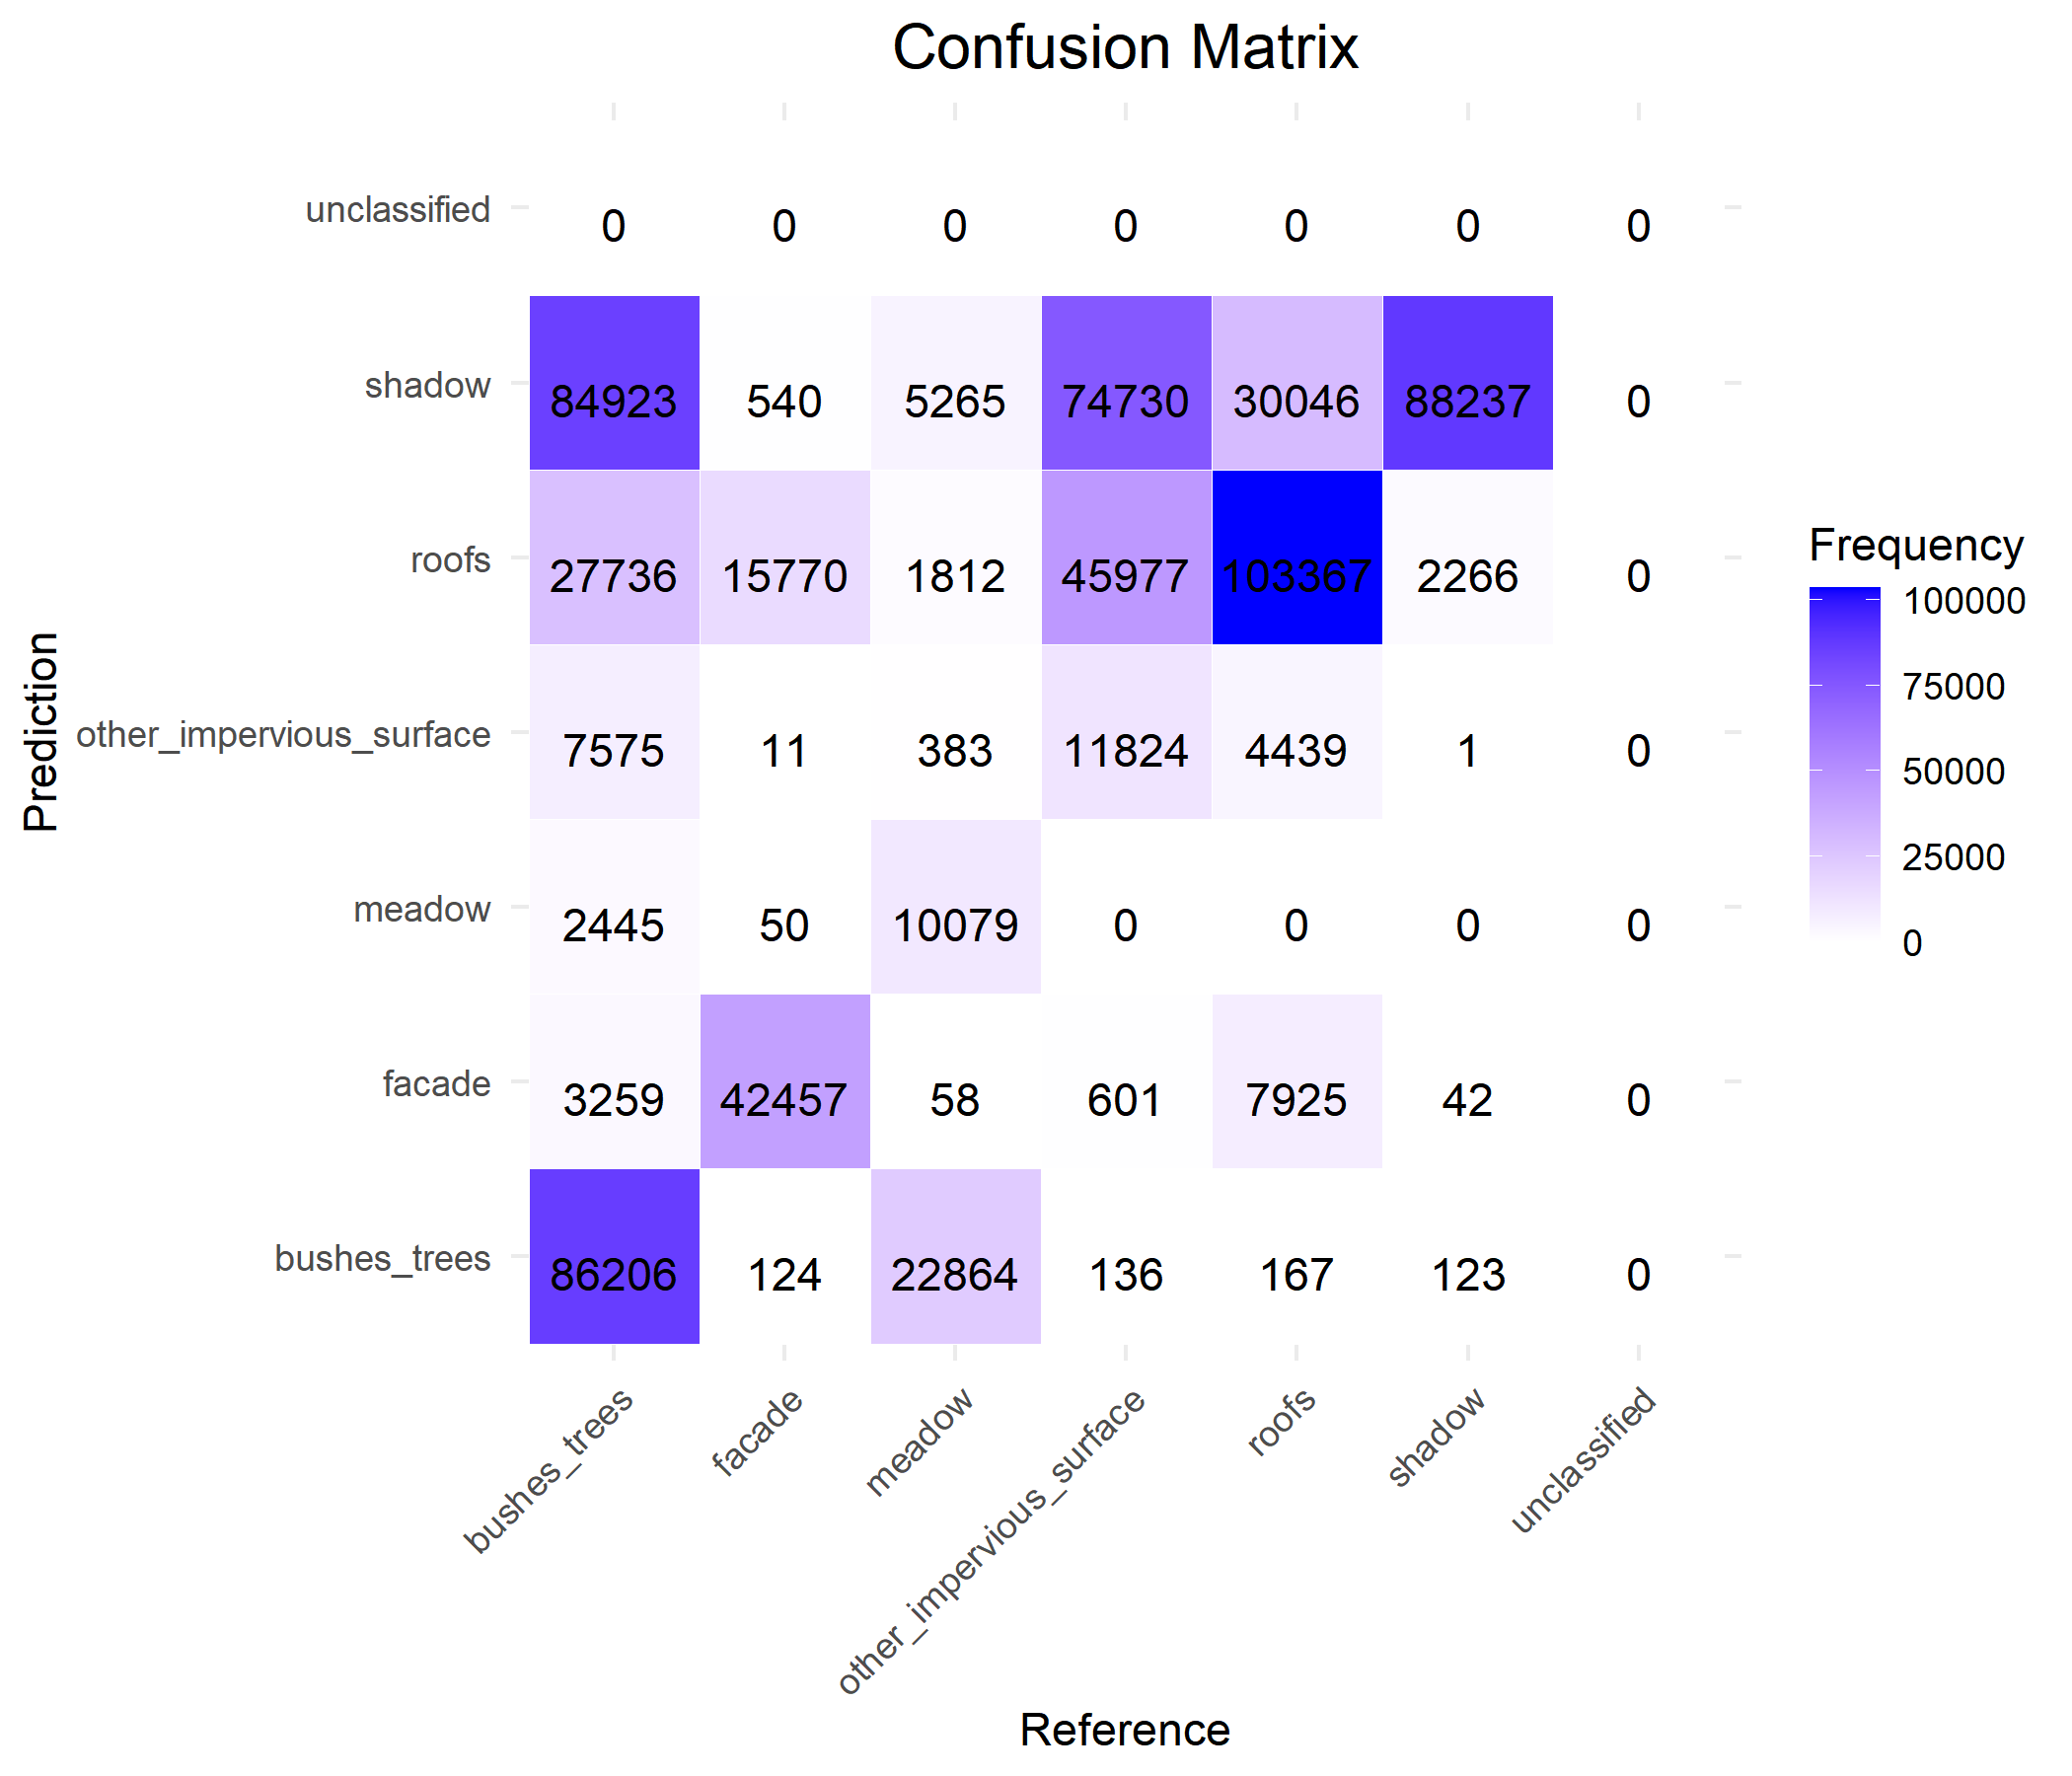 Confusion Matrix
unclassified 0 0 0 0 0 0 0
shadow 84923 540 5265 74730 30046 88237 0
roofs 27736 15770 1812 45977 103367 2266 0
other_impervious_surface 7575 11 383 11824 4439 1 0
meadow 2445 50 10079 0 0 0 0
facade 3259 42457 58 601 7925 42 0
bushes_trees 86206 124 22864 136 167 123 0
bushes_trees facade meadow other_impervious_surface roofs shadow unclassified
Reference
Prediction
Frequency
100000
75000
50000
25000
0